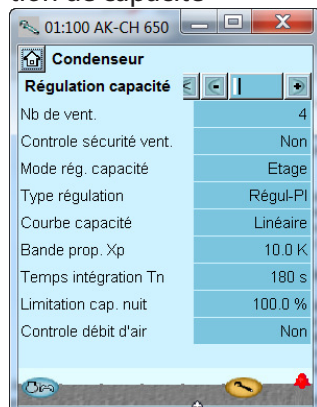 tion de capacité
01:100 AK-CH 650
Condenseur
Régulation capacité
Nb de vent. 4
Controle sécurité vent. Non
Mode rég. capacité Etage
Type régulation Régul-PI
Courbe capacité Linéaire
Bande prop. Xp 10.0 K
Temps intégration Tn 180 s
Limitation cap. nuit 100.0 %
Controle débit d'air Non